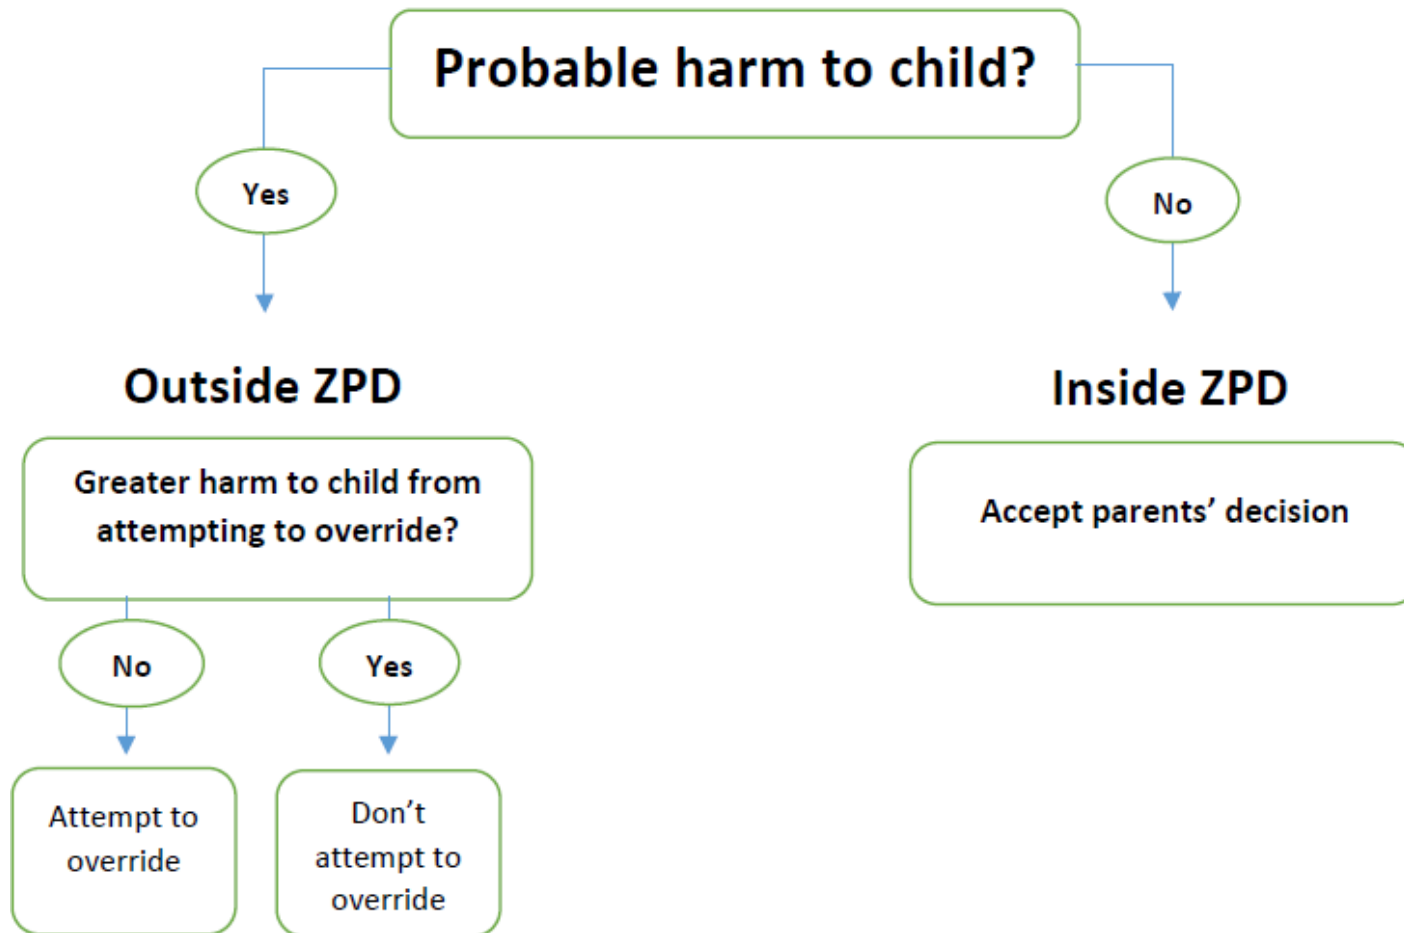 Probable harm to child?
Yes
No
Outside ZPD
Inside ZPD
Greater harm to child from
attempting to override?
Accept parents’ decision
No
Yes
Attempt to
override
Don’t
attempt to
override